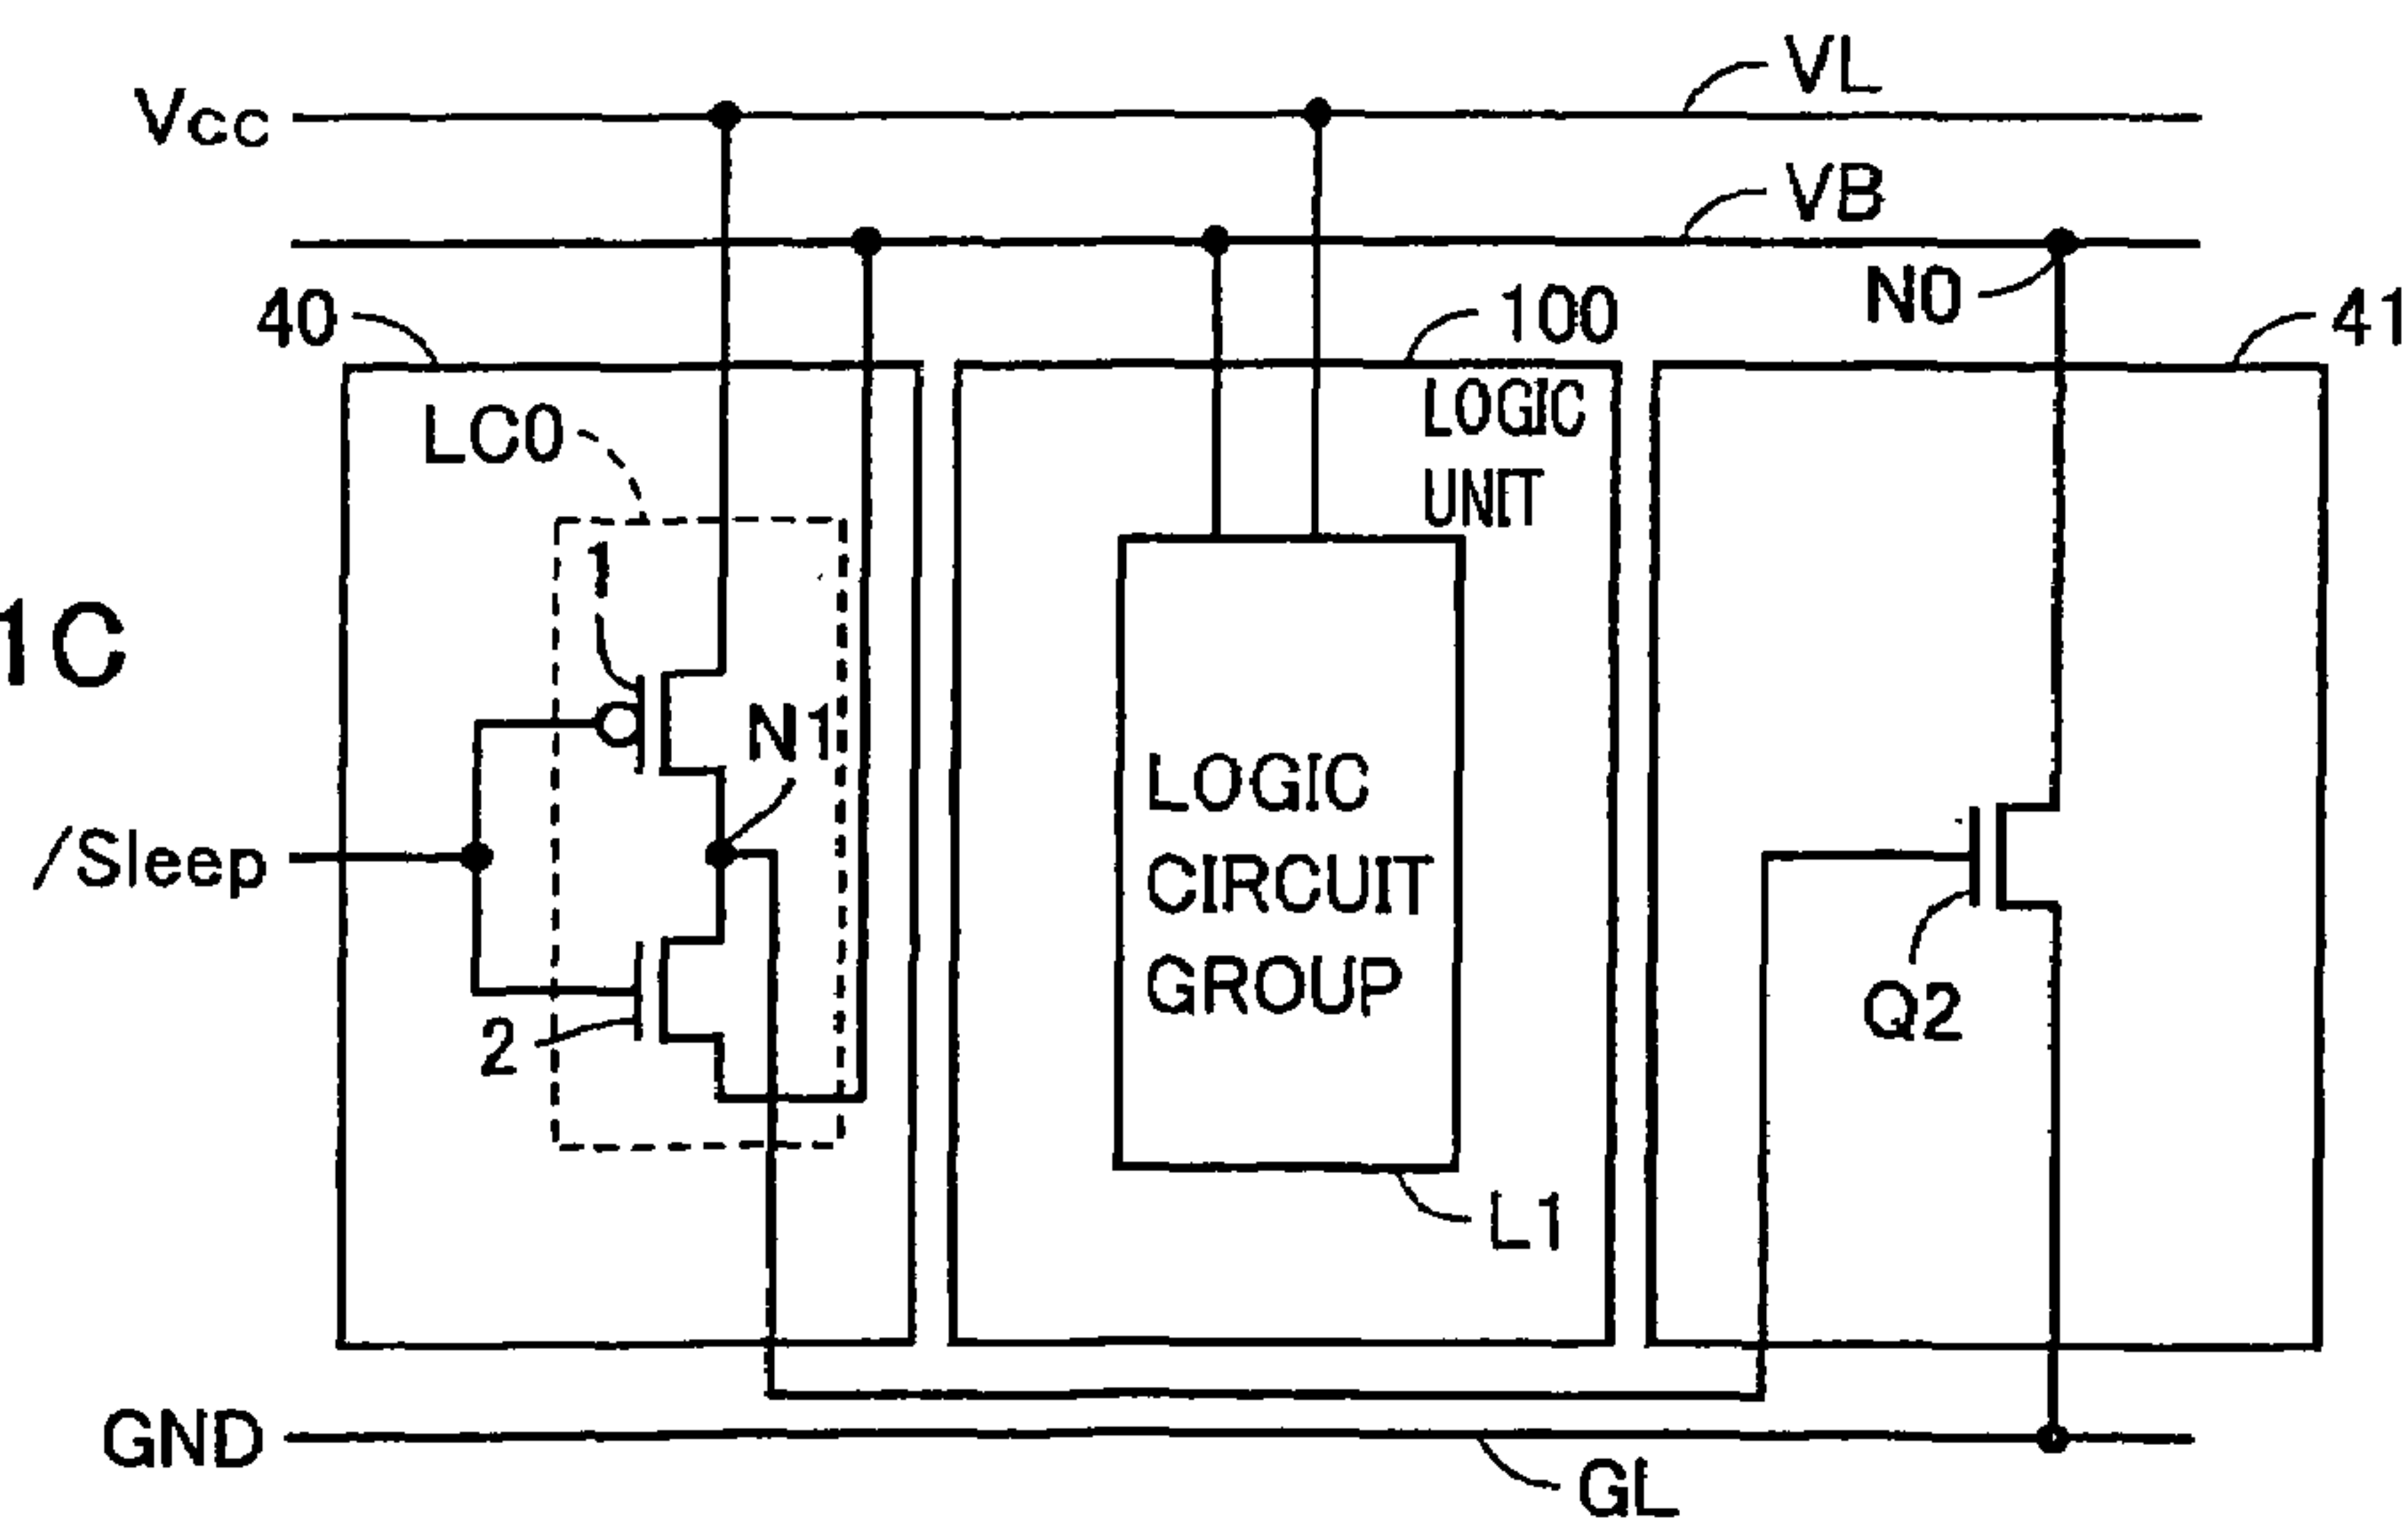 VL
Vcc
VB
N0
40
100
41
LOGIC
UNIT
LC0
1
1C
N1
LOGIC
CIRCUIT
GROUP
/Sleep
2
Q2
L1
GND
GL